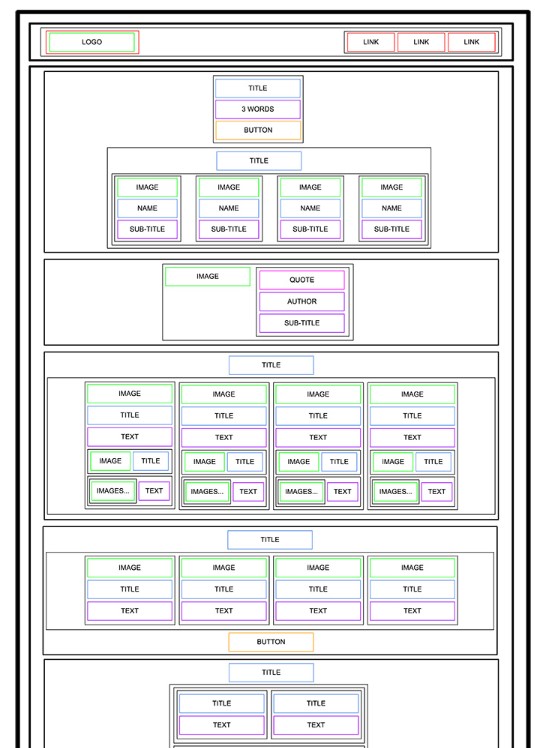 LOGO LINK LINK LINK
TITLE
3 WORDS
BUTTON
TITLE
IMAGE IMAGE IMAGE IMAGE
NAME NAME NAME NAME
SUB-TITLE SUB-TITLE SUB-TITLE SUB-TITLE
IMAGE QUOTE
AUTHOR
SUB-TITLE
TITLE
IMAGE IMAGE IMAGE IMAGE
TITLE TITLE TITLE TITLE
TEXT TEXT TEXT TEXT
IMAGE TITLE IMAGE TITLE IMAGE TITLE IMAGE TITLE
IMAGES... TEXT IMAGES... TEXT IMAGES... TEXT IMAGES... TEXT
TITLE
IMAGE IMAGE IMAGE IMAGE
TITLE TITLE TITLE TITLE
TEXT TEXT TEXT TEXT
BUTTON
TITLE
TITLE TITLE
TEXT TEXT